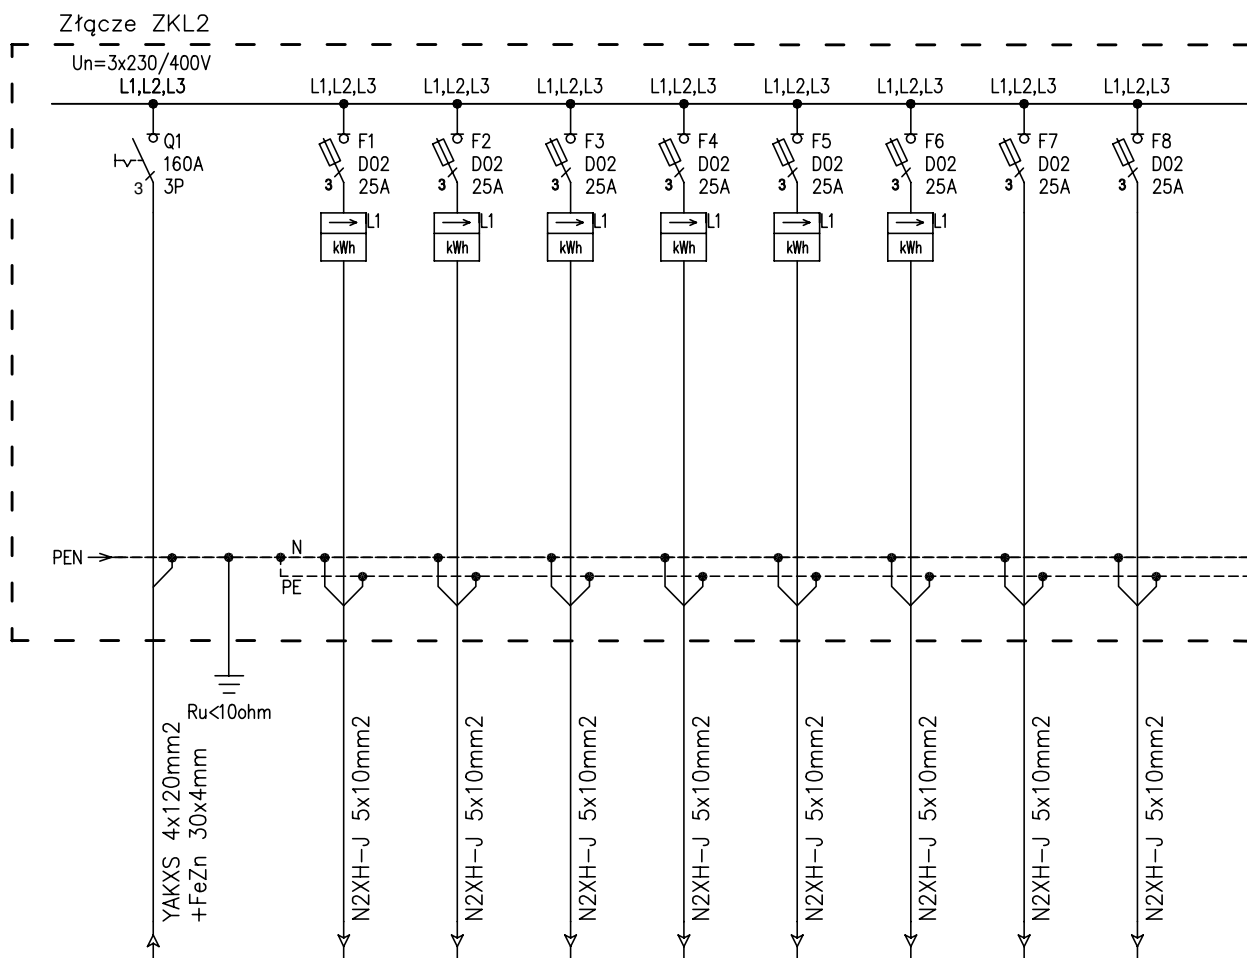 Złącze ZKL2
Un=3x230/400V
L1,L2,L3 L1,L2,L3 L1,L2,L3 L1,L2,L3 L1,L2,L3 L1,L2,L3 L1,L2,L3 L1,L2,L3 L1,L2,L3
Q1 F1 F2 F3 F4 F5 F6 F7 F8
160A D02 D02 D02 D02 D02 D02 D02 D02
3 3P 3 25A 3 25A 3 25A 3 25A 3 25A 3 25A 3 25A 3 25A
L1 L1 L1 L1 L1 L1
kWh kWh kWh kWh kWh kWh
N
PEN
PE
Ru<10ohm
YAKXS 4x120mm2
+FeZn 30x4mm
N2XH-J 5x10mm2
N2XH-J 5x10mm2
N2XH-J 5x10mm2
N2XH-J 5x10mm2
N2XH-J 5x10mm2
N2XH-J 5x10mm2
N2XH-J 5x10mm2
N2XH-J 5x10mm2